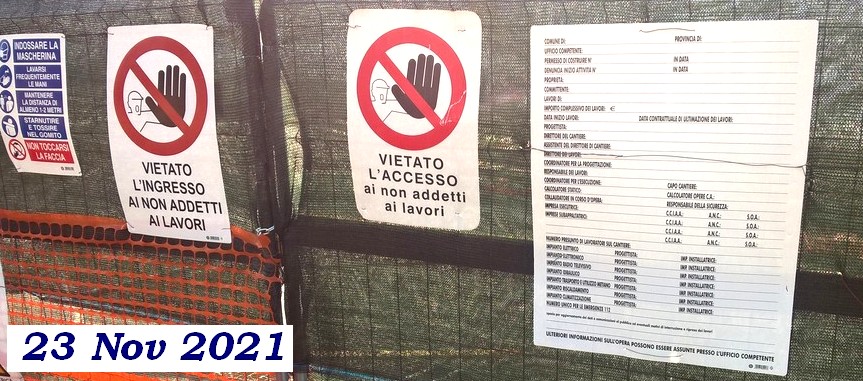 INDOSSARE LA
MASCHERINA
LAVARSI
FREQUENTEMENTE
LE MANI
MANTENERE
LA DISTANZA DI
ALMENO 1-2 METRI
STARNUTIRE
E TOSSIRE
NEL GOMITO
NON TOCCARSI
LA FACCIA
VIETATO
L'INGRESSO
AI NON ADDETTI
AI LAVORI
VIETATO
L'ACCESSO
ai non addetti
ai lavori
COMUNE DI: PROVINCIA DI:
UFFICIO COMPETENTE:
PERMESSO DI COSTRUIRE N° IN DATA
DENUNCIA INIZIO ATTIVITÀ N° IN DATA
PROPRIETÀ:
COMMITTENTE:
LAVORI DI:
IMPORTO COMPLESSIVO DEI LAVORI: €
DATA INIZIO LAVORI: DATA CONTRATTUALE DI ULTIMAZIONE DEI LAVORI:
PROGETTISTA:
DIRETTORE DEL CANTIERE:
ASSISTENTE DEL DIRETTORE DI CANTIERE:
DIRETTORE DEI LAVORI:
COORDINATORE PER LA PROGETTAZIONE:
RESPONSABILE DEI LAVORI:
COORDINATORE PER L'ESECUZIONE: CAPO CANTIERE:
CALCOLATORE STATICO: CALCOLATORE OPERE C.A.:
COLLAUDATORE IN CORSO D'OPERA: RESPONSABILE DELLA SICUREZZA:
IMPRESA ESECUTRICE: C.C.I.A.A.: A.N.C.: S.O.A.:
IMPRESE SUBAPPALTATRICI: C.C.I.A.A.: A.N.C.: S.O.A.:
C.C.I.A.A.: A.N.C.: S.O.A.:
C.C.I.A.A.: A.N.C.: S.O.A.:
NUMERO PRESUNTO DI LAVORATORI SUL CANTIERE:
IMPIANTO ELETTRICO PROGETTISTA: IMP. INSTALLATRICE:
IMPIANTO ELETTRONICO PROGETTISTA: IMP. INSTALLATRICE:
IMPIANTO RADIO TELEVISIVO PROGETTISTA: IMP. INSTALLATRICE:
IMPIANTO IDRAULICO PROGETTISTA: IMP. INSTALLATRICE:
IMPIANTO TRASPORTO E UTILIZZO METANO PROGETTISTA: IMP. INSTALLATRICE:
IMPIANTO RISCALDAMENTO PROGETTISTA: IMP. INSTALLATRICE:
IMPIANTO CLIMATIZZAZIONE PROGETTISTA: IMP. INSTALLATRICE:
NUMERO UNICO PER LE EMERGENZE 112
ULTERIORI INFORMAZIONI SULL'OPERA POSSONO ESSERE ASSUNTE PRESSO L'UFFICIO COMPETENTE
23 Nov 2021